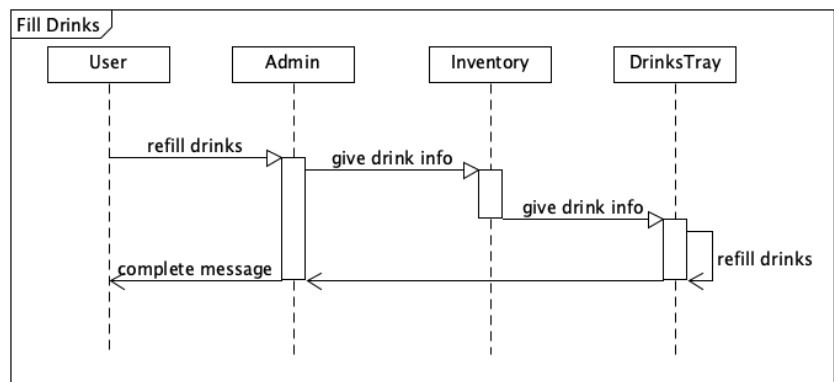 Fill Drinks
User
Admin
Inventory
DrinksTray
refill drinks
give drink info
give drink info
refill drinks
complete message